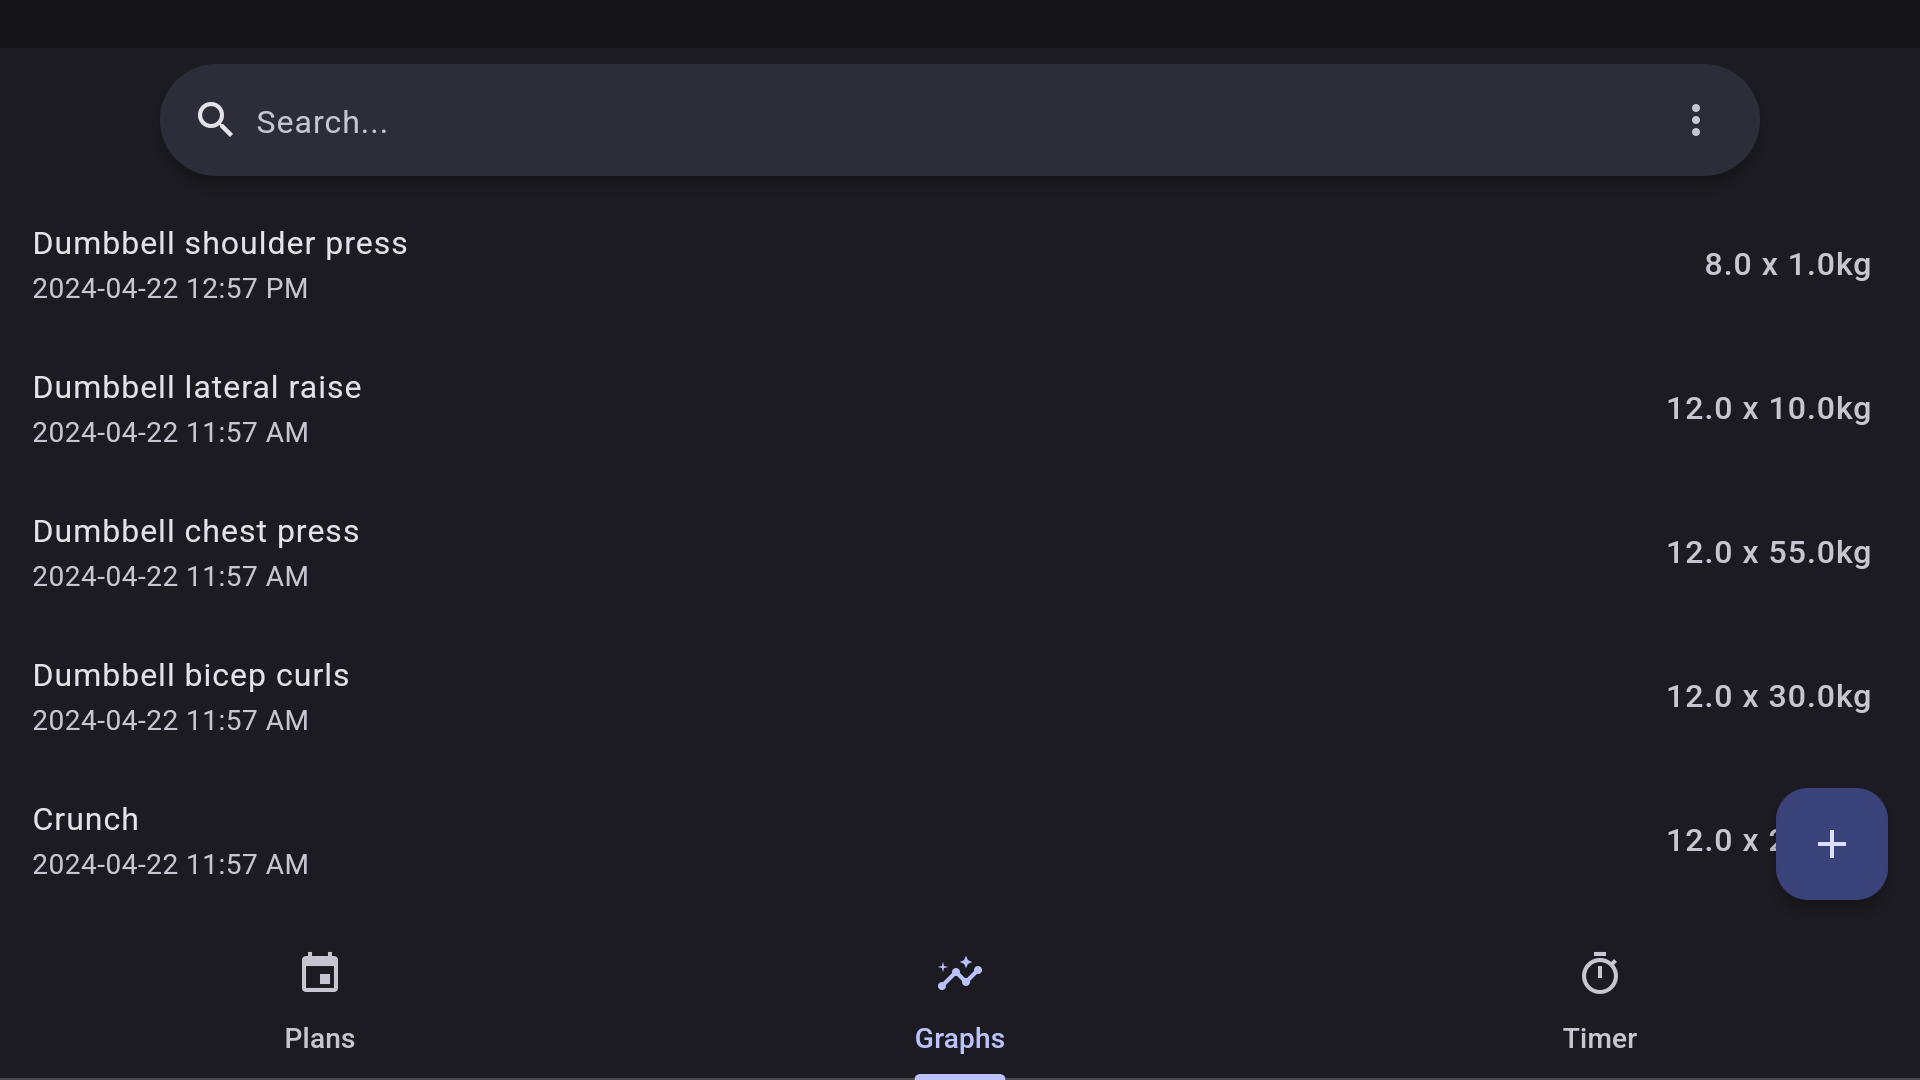 Search...
Dumbbell shoulder press
2024-04-22 12:57 PM
8.0 x 1.0kg
Dumbbell lateral raise
2024-04-22 11:57 AM
12.0 x 10.0kg
Dumbbell chest press
2024-04-22 11:57 AM
12.0 x 55.0kg
Dumbbell bicep curls
2024-04-22 11:57 AM
12.0 x 30.0kg
Crunch
2024-04-22 11:57 AM
12.0 x
Plans
Graphs
Timer